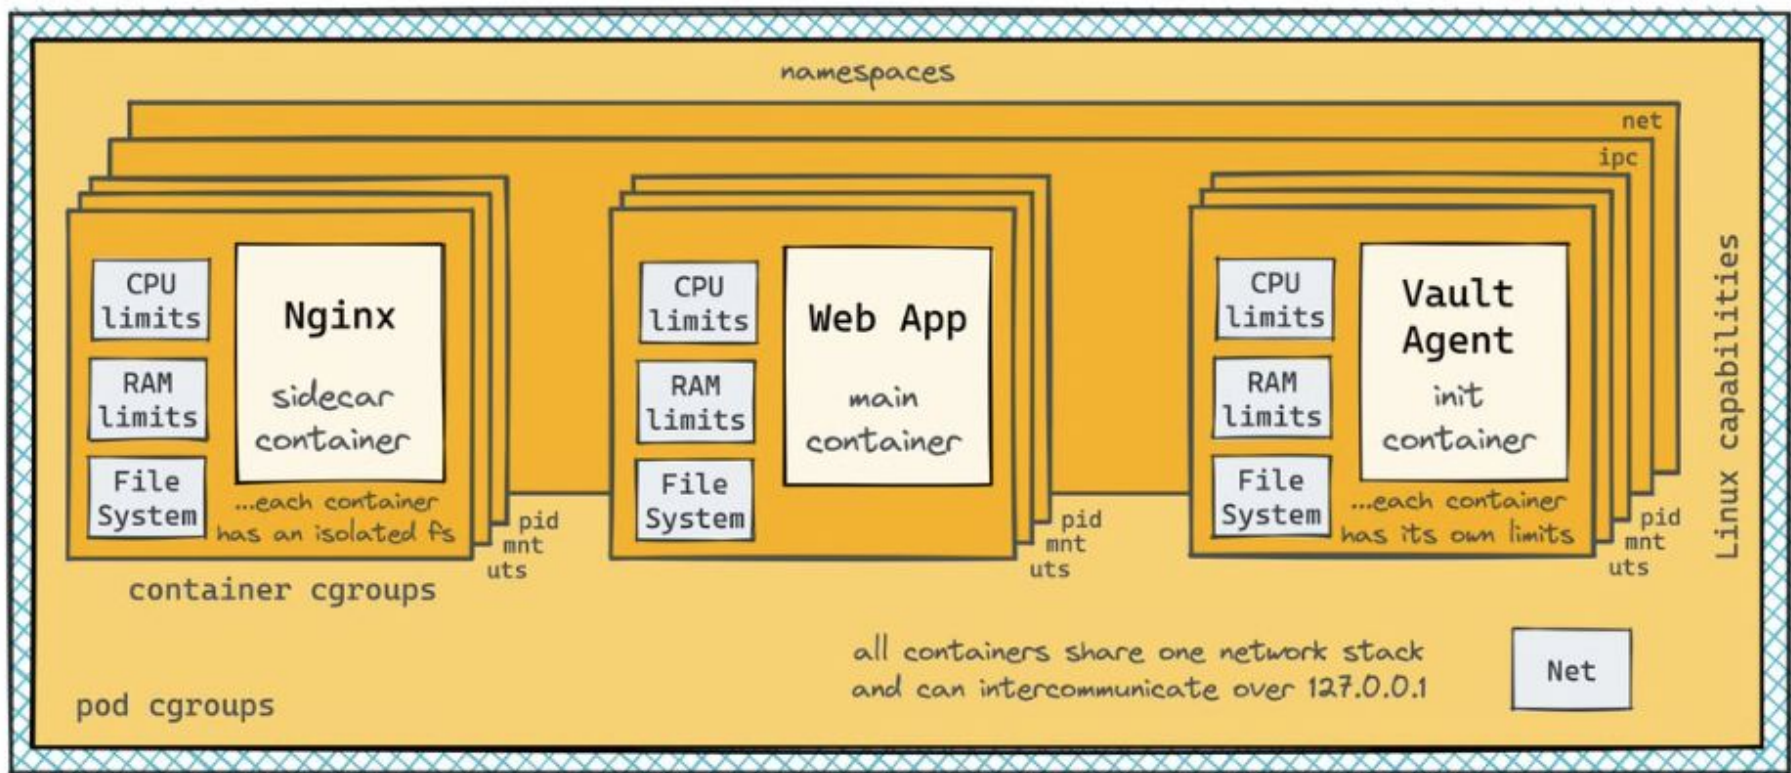 namespaces
net
ipc
CPU
limits
RAM
limits
File
System
Nginx
sidecar
container
...each container
has an isolated fs
pid
mnt
uts
container cgroups
CPU
limits
RAM
limits
File
System
Web App
main
container
pid
mnt
uts
CPU
limits
RAM
limits
File
System
Vault
Agent
init
container
...each container
has its own limits
pid
mnt
uts
Linux capabilities
all containers share one network stack
and can intercommunicate over 127.0.0.1
Net
pod cgroups